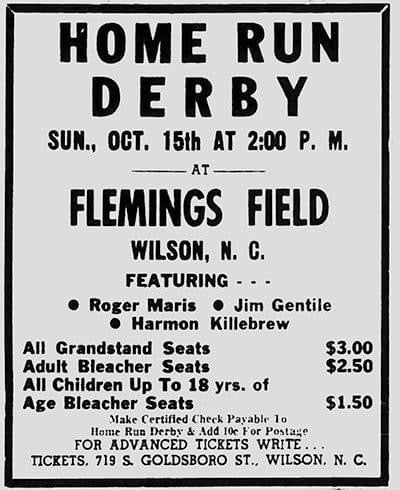 HOME RUN
DERBY
SUN., OCT. 15th AT 2:00 P. M.
AT
FLEMINGS FIELD
WILSON, N. C.
FEATURING - - -
● Roger Maris ● Jim Gentile
● Harmon Killebrew
All Grandstand Seats $3.00
Adult Bleacher Seats $2.50
All Children Up To 18 yrs. of
Age Bleacher Seats $1.50
Make Certified Check Payable To
Home Run Derby & Add 10c For Postage
FOR ADVANCED TICKETS WRITE...
TICKETS, 719 S. GOLDSBORO ST., WILSON, N. C.